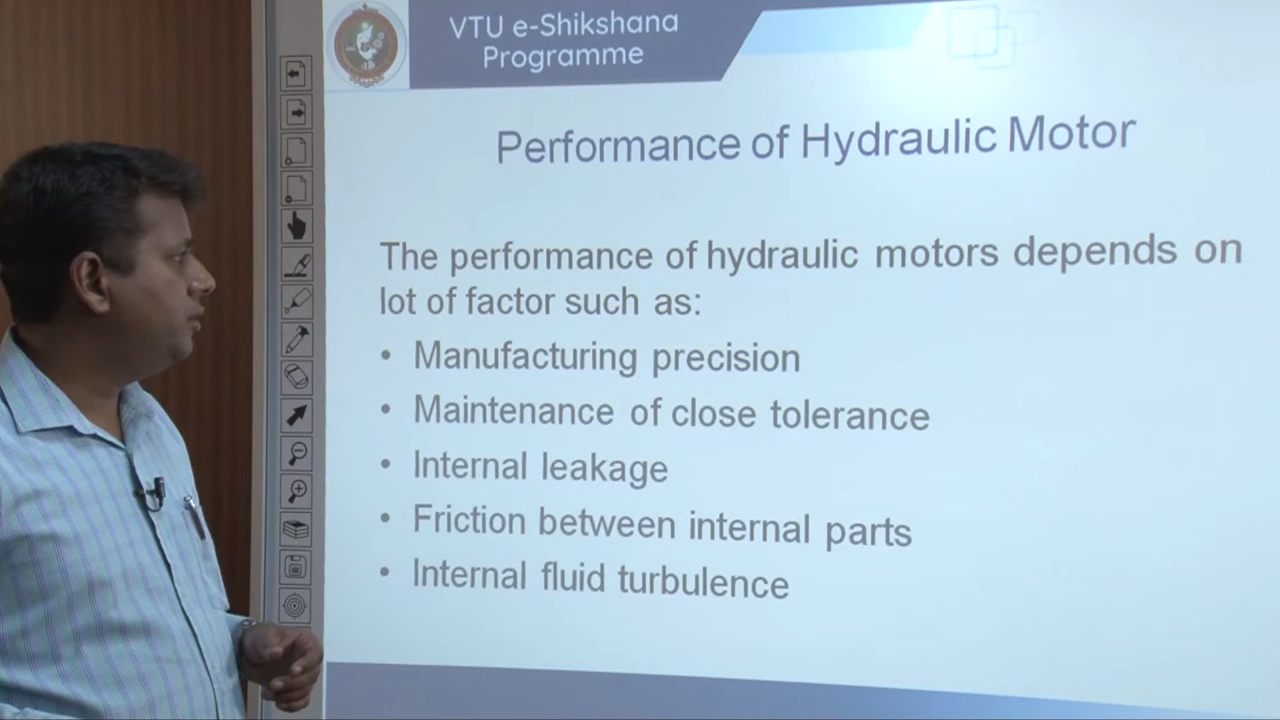 VTU e-Shikshana
Programme
Performance of Hydraulic Motor
The performance of hydraulic motors depends on
lot of factor such as:
• Manufacturing precision
• Maintenance of close tolerance
• Internal leakage
• Friction between internal parts
• Internal fluid turbulence